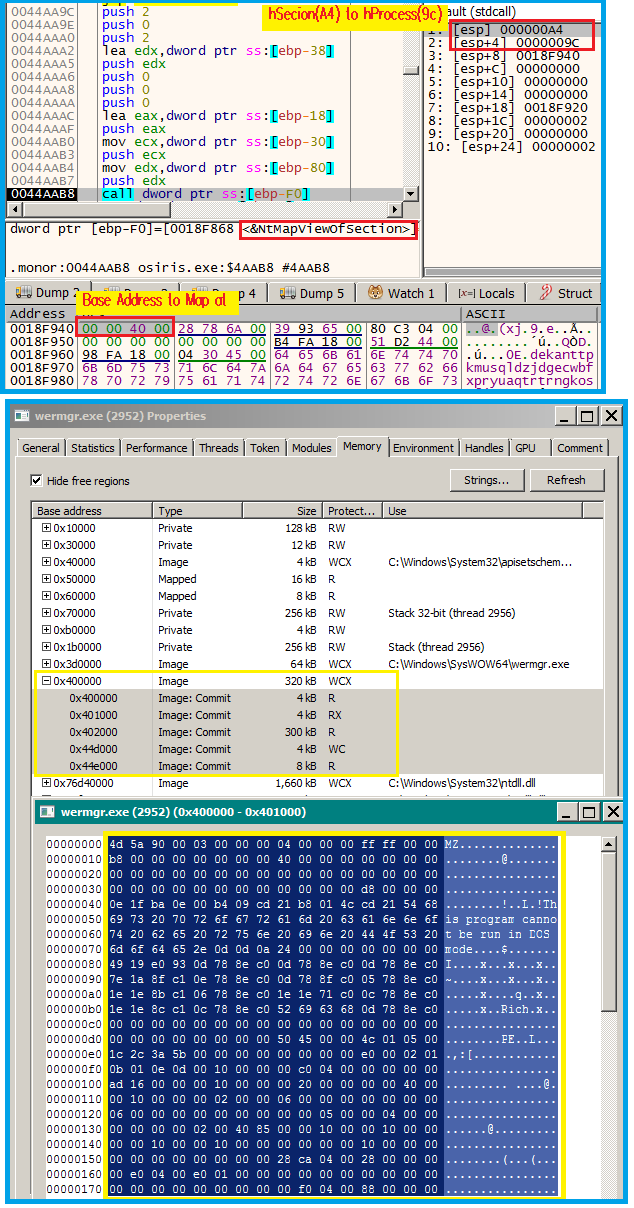 0044AA9C push 2
0044AA9E push 0
0044AAA0 push 2
0044AAA2 lea edx,dword ptr ss:[ebp-38]
0044AAA5 push edx
0044AAA6 push 0
0044AAA8 push 0
0044AAAA push 0
0044AAAC lea eax,dword ptr ss:[ebp-18]
0044AAAF push eax
0044AAB0 mov ecx,dword ptr ss:[ebp-30]
0044AAB3 push ecx
0044AAB4 mov edx,dword ptr ss:[ebp-80]
0044AAB7 push edx
0044AAB8 call dword ptr ss:[ebp-F0]
hSecion(A4) to hProcess(9c)
ault (stdcall)
1: [esp] 000000A4
2: [esp+4] 0000009C
3: [esp+8] 0018F940
4: [esp+C] 00000000
5: [esp+10] 00000000
6: [esp+14] 00000000
7: [esp+18] 0018F920
8: [esp+1C] 00000002
9: [esp+20] 00000000
10: [esp+24] 00000002
dword ptr [ebp-F0]=[0018F868 <&NtMapViewOfSection>]
.monor:0044AAB8 osiris.exe:$4AAB8 #4AAB8
Dump 2 Base Address to Map at 4 Dump 5 Watch 1 [x=] Locals Struct
Address ASCII
0018F940 00 00 40 00 28 78 6A 00 39 93 65 00 80 C3 04 00 ..@.(xj.9.e..Ã..
0018F950 00 00 00 00 00 00 00 00 B4 FA 18 00 51 D2 44 00 ........´ú..QÒD.
0018F960 98 FA 18 00 04 30 45 00 64 65 6B 61 6E 74 74 70 .ú...0E.dekanttp
0018F970 6B 6D 75 73 71 6C 64 7A 6A 64 67 65 63 77 62 66 kmusqldzjdgecwbf
0018F980 78 70 72 79 75 61 71 74 72 74 72 6E 67 6B 6F 73 xpryuaqtrtrngkos
wermgr.exe (2952) Properties
General Statistics Performance Threads Token Modules Memory Environment Handles GPU Comment
Hide free regions Strings... Refresh
Base address Type Size Protect... Use
0x10000 Private 128 kB RW
0x30000 Private 12 kB RW
0x40000 Image 4 kB WCX C:\Windows\System32\apisetschem...
0x50000 Mapped 16 kB R
0x60000 Mapped 8 kB R
0x70000 Private 256 kB RW Stack 32-bit (thread 2956)
0xb0000 Private 4 kB RW
0x1b0000 Private 256 kB RW Stack (thread 2956)
0x3d0000 Image 64 kB WCX C:\Windows\SysWOW64\wermgr.exe
0x400000 Image 320 kB WCX
0x400000 Image: Commit 4 kB R
0x401000 Image: Commit 4 kB RX
0x402000 Image: Commit 300 kB R
0x44d000 Image: Commit 4 kB WC
0x44e000 Image: Commit 8 kB R
0x76d40000 Image 1,660 kB WCX C:\Windows\System32\ntdll.dll
wermgr.exe (2952) (0x400000 - 0x401000)
00000000 4d 5a 90 00 03 00 00 00 04 00 00 00 ff ff 00 00 MZ..............
00000010 b8 00 00 00 00 00 00 00 40 00 00 00 00 00 00 00 ........@.......
00000020 00 00 00 00 00 00 00 00 00 00 00 00 00 00 00 00 ................
00000030 00 00 00 00 00 00 00 00 00 00 00 00 d8 00 00 00 ................
00000040 0e 1f ba 0e 00 b4 09 cd 21 b8 01 4c cd 21 54 68 ........!..L.!Th
00000050 69 73 20 70 72 6f 67 72 61 6d 20 63 61 6e 6e 6f is program canno
00000060 74 20 62 65 20 72 75 6e 20 69 6e 20 44 4f 53 20 t be run in DOS
00000070 6d 6f 64 65 2e 0d 0d 0a 24 00 00 00 00 00 00 00 mode....$.......
00000080 49 19 e0 93 0d 78 8e c0 0d 78 8e c0 0d 78 8e c0 I....x...x...x..
00000090 7e 1a 8f c1 0e 78 8e c0 0d 78 8f c0 05 78 8e c0 ~....x...x...x..
000000a0 1e 1e 8b c1 06 78 8e c0 1e 1e 71 c0 0c 78 8e c0 .....x....q..x..
000000b0 1e 1e 8c c1 0c 78 8e c0 52 69 63 68 0d 78 8e c0 .....x..Rich.x..
000000c0 00 00 00 00 00 00 00 00 00 00 00 00 00 00 00 00 ................
000000d0 00 00 00 00 00 00 00 00 50 45 00 00 4c 01 05 00 ........PE..L...
000000e0 1c 2c 3a 5b 00 00 00 00 00 00 00 00 e0 00 02 01 .,:[............
000000f0 0b 01 0e 0d 00 10 00 00 00 c0 04 00 00 00 00 00 ................
00000100 ad 16 00 00 00 10 00 00 00 20 00 00 00 00 40 00 ......... ....@.
00000110 00 10 00 00 00 02 00 00 06 00 00 00 00 00 00 00 ................
00000120 06 00 00 00 00 00 00 00 00 00 05 00 00 04 00 00 ................
00000130 00 00 00 00 02 00 40 85 00 00 10 00 00 10 00 00 ......@.........
00000140 00 00 10 00 00 10 00 00 00 00 00 00 10 00 00 00 ................
00000150 00 00 00 00 00 00 00 00 28 ca 04 00 28 00 00 00 ........(...(...
00000160 00 e0 04 00 e0 01 00 00 00 00 00 00 00 00 00 00 ................
00000170 00 00 00 00 00 00 00 00 00 f0 04 00 88 00 00 00 ................